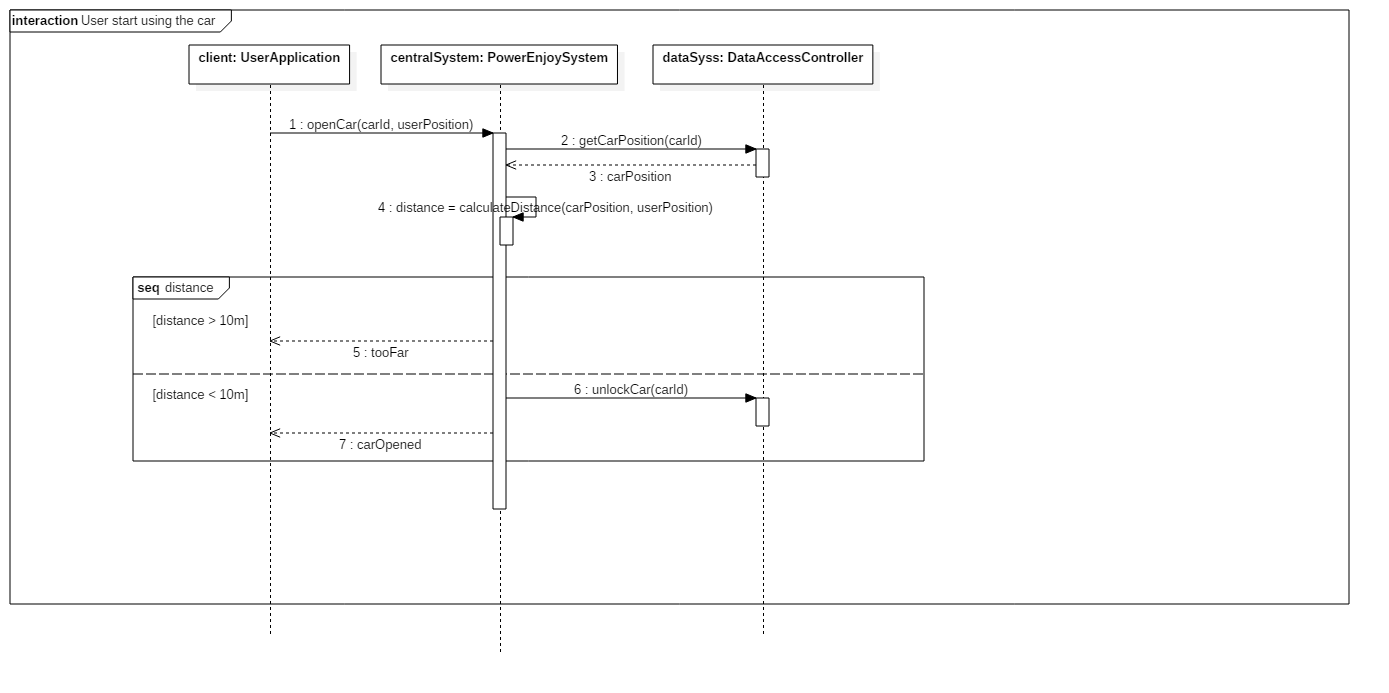 interaction User start using the car
client: UserApplication
centralSystem: PowerEnjoySystem
dataSyss: DataAccessController
1 : openCar(carId, userPosition)
2 : getCarPosition(carId)
3 : carPosition
4 : distance = calculateDistance(carPosition, userPosition)
seq distance
[distance > 10m]
5 : tooFar
[distance < 10m]
6 : unlockCar(carId)
7 : carOpened